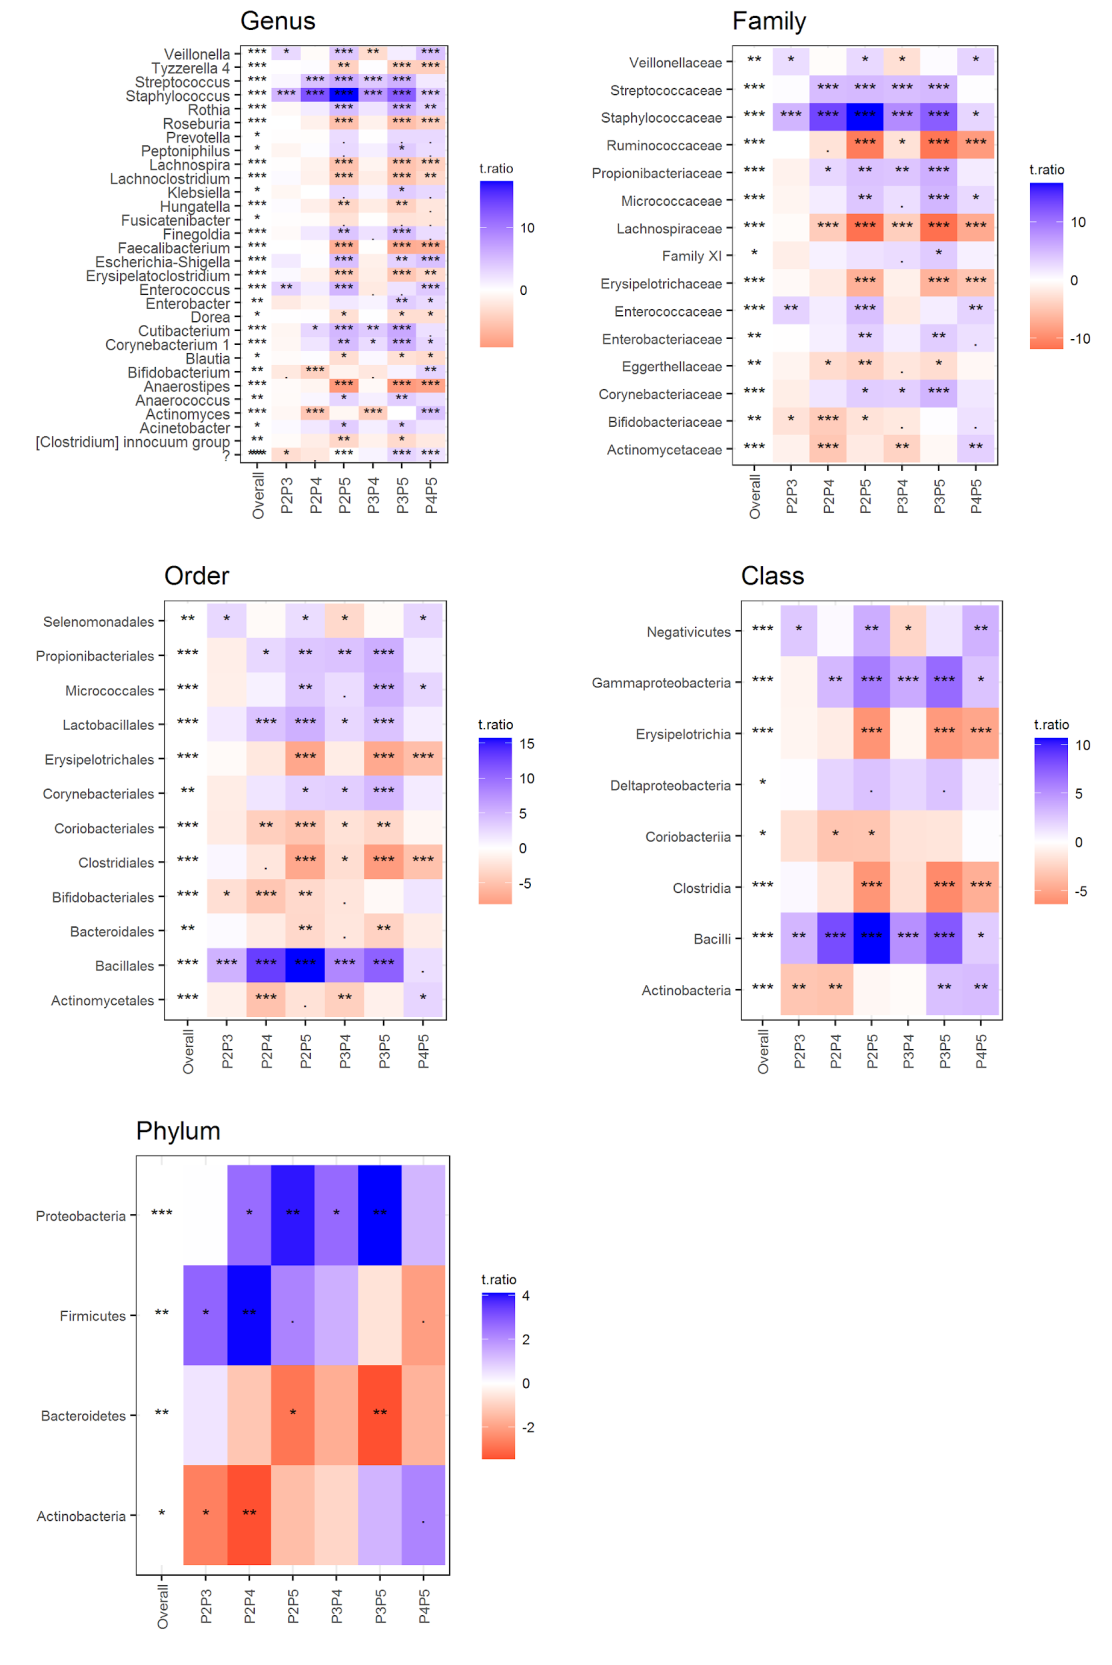 Genus
Veillonella *** * *** ** ***
Tyzzerella 4 *** ** *** ***
Streptococcus *** *** *** *** ***
Staphylococcus *** *** *** *** *** *** ***
Rothia *** *** *** **
Roseburia *** *** *** ***
Prevotella * . .
Peptoniphilus * . * .
Lachnospira *** *** *** ***
Lachnoclostridium *** *** *** **
Klebsiella * . * .
Hungatella *** ** ** .
Fusicatenibacter * . . .
Finegoldia *** ** . *** .
Faecalibacterium *** *** *** ***
Escherichia-Shigella *** *** ** **
Erysipelatoclostridium *** *** *** **
Enterococcus *** ** *** . . ***
Enterobacter ** . ** *
Dorea ** * * *
Cutibacterium *** * *** ** ***
Corynebacterium 1 *** ** * *** *
Blautia * * * *
Bifidobacterium ** . *** . **
Anaerostipes *** *** *** ***
Anaerococcus ** * **
Actinomyces *** *** *** ***
Acinetobacter * * *
[Clostridium] innocuum group ** ** *
? * *** *** ***
Overall P2P3 P2P4 P2P5 P3P4 P3P5 P4P5
t.ratio
10
0
Family
Veillonellaceae ** * * * *
Streptococcaceae *** *** *** *** ***
Staphylococcaceae *** *** *** *** *** *** *
Ruminococcaceae *** . *** * *** ***
Propionibacteriaceae *** * ** ** ***
Micrococcaceae *** ** . *** *
Lachnospiraceae *** *** *** *** *** ***
Family XI * . *
Erysipelotrichaceae *** *** *** ***
Enterococcaceae *** ** *** **
Enterobacteriaceae ** ** ** .
Eggerthellaceae ** * ** . *
Corynebacteriaceae *** * * ***
Bifidobacteriaceae ** * *** * . .
Actinomycetaceae *** *** ** **
Overall P2P3 P2P4 P2P5 P3P4 P3P5 P4P5
t.ratio
10
0
-10
Order
Selenomonadales ** * * * *
Propionibacteriales *** * ** ** ***
Micrococcales *** ** . *** *
Lactobacillales *** *** *** * ***
Erysipelotrichales *** *** *** ***
Corynebacteriales ** * * ***
Coriobacteriales *** ** *** * **
Clostridiales *** . *** * *** ***
Bifidobacteriales *** * *** ** .
Bacteroidales ** ** . **
Bacillales *** *** *** *** *** *** .
Actinomycetales *** *** . ** *
Overall P2P3 P2P4 P2P5 P3P4 P3P5 P4P5
t.ratio
15
10
5
0
-5
Class
Negativicutes *** * ** * **
Gammaproteobacteria *** ** *** *** *** *
Erysipelotrichia *** *** *** ***
Deltaproteobacteria * . .
Coriobacteriia * * *
Clostridia *** *** *** ***
Bacilli *** ** *** *** *** *** *
Actinobacteria *** ** ** ** **
Overall P2P3 P2P4 P2P5 P3P4 P3P5 P4P5
t.ratio
10
5
0
-5
Phylum
Proteobacteria *** * ** * **
Firmicutes ** * ** . .
Bacteroidetes ** * **
Actinobacteria * * ** .
Overall P2P3 P2P4 P2P5 P3P4 P3P5 P4P5
t.ratio
4
2
0
-2